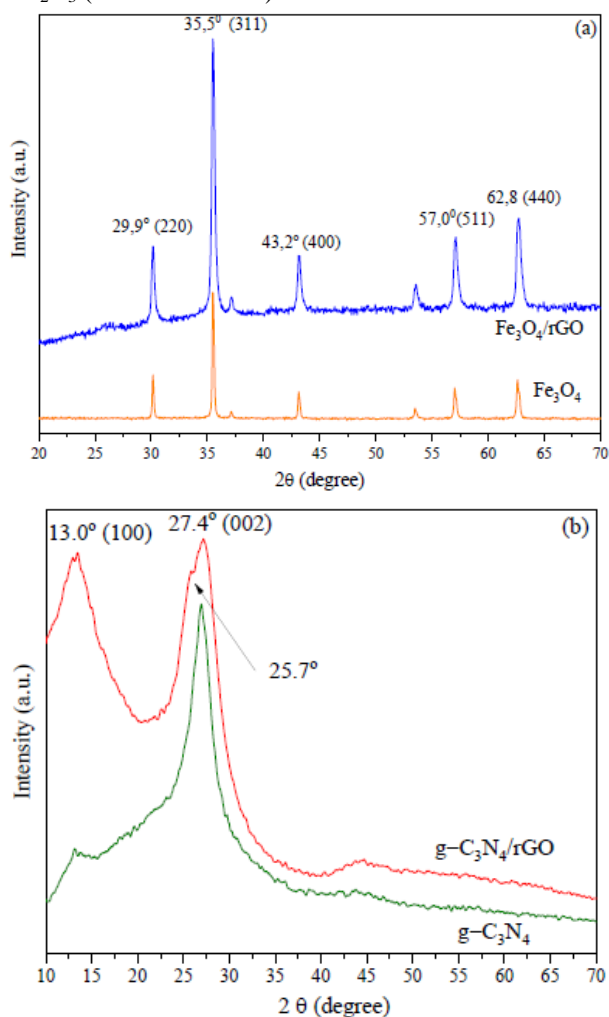 35,5⁰ (311)
(a)
29,9° (220)
43,2° (400)
57,0⁰(511)
62,8 (440)
Fe₃O₄/rGO
Fe₃O₄
Intensity (a.u.)
20 25 30 35 40 45 50 55 60 65 70
2θ (degree)
13.0° (100)
27.4° (002)
(b)
25.7°
g–C₃N₄/rGO
g–C₃N₄
Intensity (a.u.)
10 15 20 25 30 35 40 45 50 55 60 65 70
2 θ (degree)